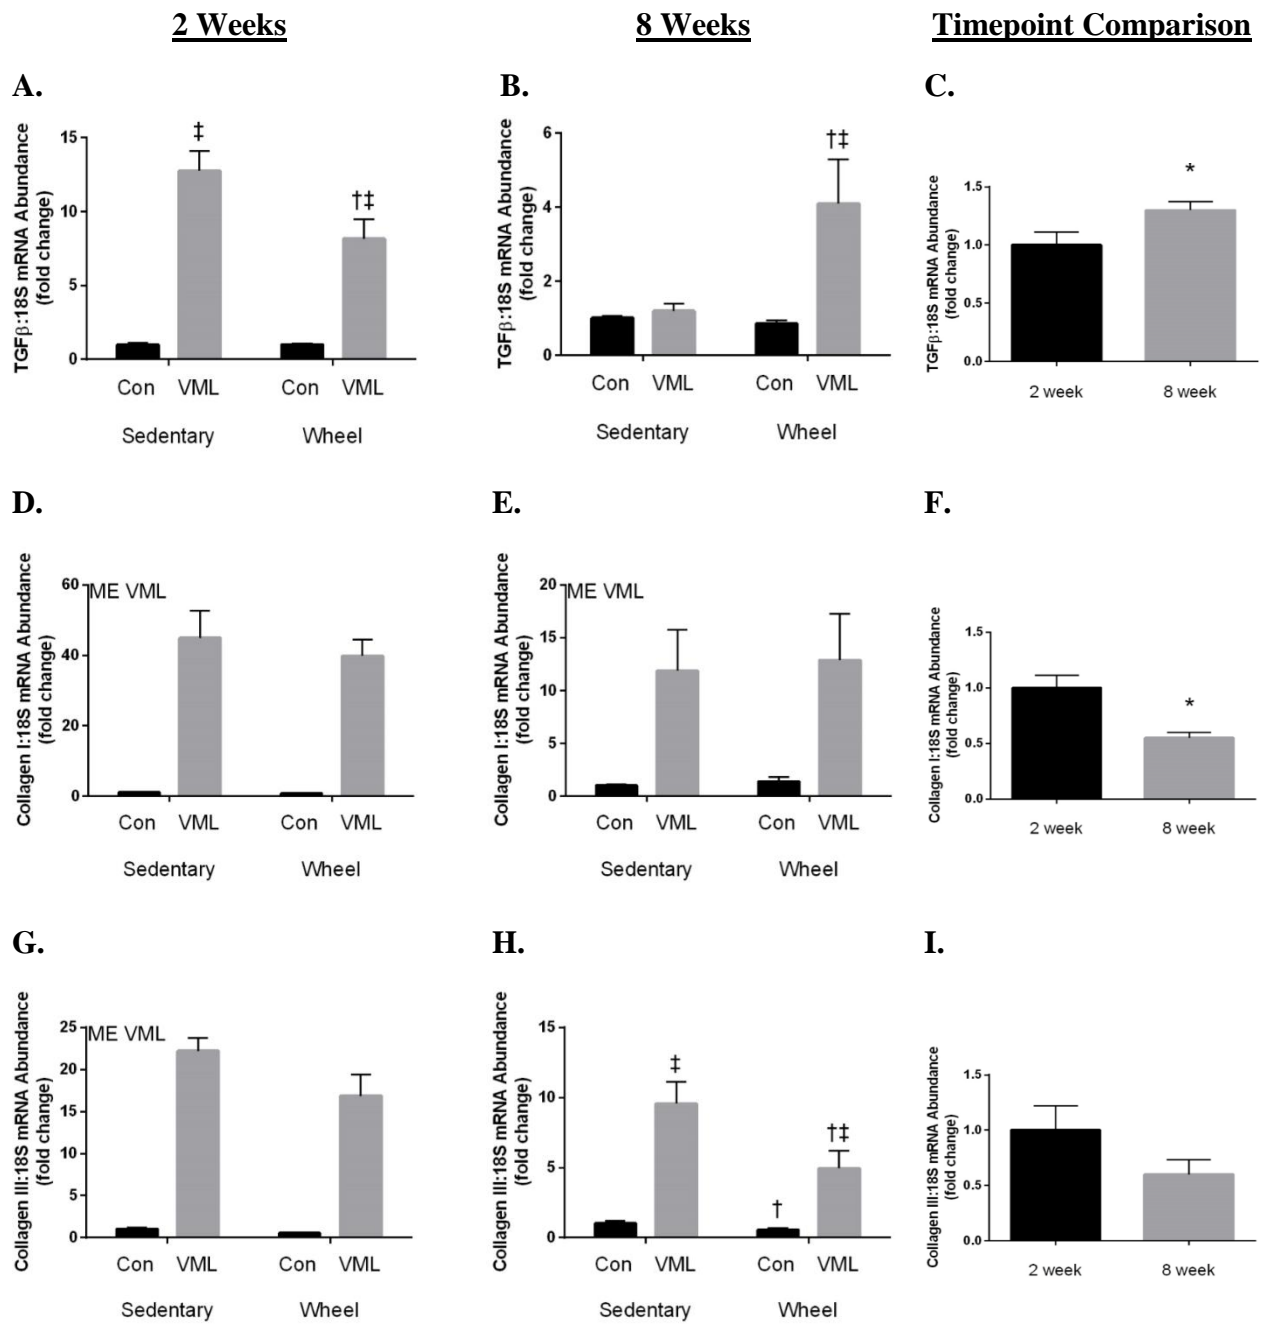 2 Weeks
8 Weeks
Timepoint Comparison
A.
TGFβ:18S mRNA Abundance
(fold change)
15
10
5
0
‡
†‡
Con VML Con VML
Sedentary Wheel
B.
TGFβ:18S mRNA Abundance
(fold change)
6
4
2
0
†‡
Con VML Con VML
Sedentary Wheel
C.
TGFβ:18S mRNA Abundance
(fold change)
1.5
1.0
0.5
0.0
*
2 week 8 week
D.
Collagen I:18S mRNA Abundance
(fold change)
60
40
20
0
ME VML
Con VML Con VML
Sedentary Wheel
E.
Collagen I:18S mRNA Abundance
(fold change)
20
15
10
5
0
ME VML
Con VML Con VML
Sedentary Wheel
F.
Collagen I:18S mRNA Abundance
(fold change)
1.5
1.0
0.5
0.0
*
2 week 8 week
G.
Collagen III:18S mRNA Abundance
(fold change)
25
20
15
10
5
0
ME VML
Con VML Con VML
Sedentary Wheel
H.
Collagen III:18S mRNA Abundance
(fold change)
15
10
5
0
‡
†
†‡
Con VML Con VML
Sedentary Wheel
I.
Collagen III:18S mRNA Abundance
(fold change)
1.5
1.0
0.5
0.0
2 week 8 week